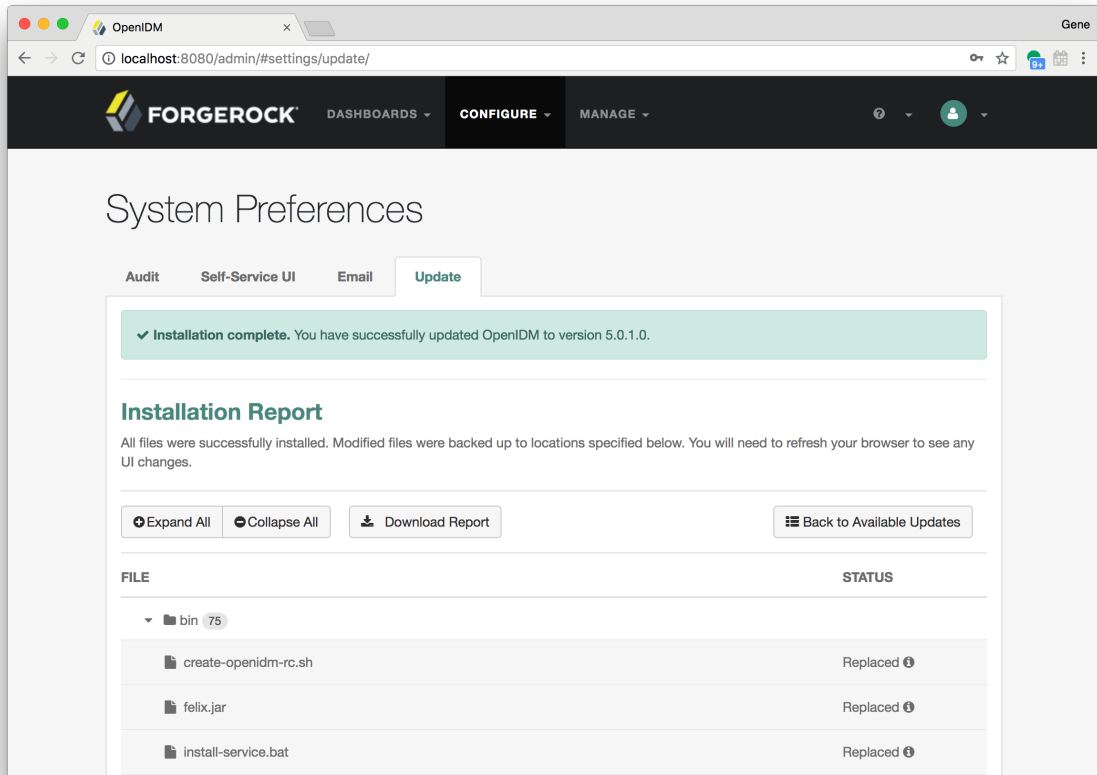 OpenIDM
Gene
localhost:8080/admin/#settings/update/
9+
FORGEROCK
DASHBOARDS
CONFIGURE
MANAGE
System Preferences
Audit
Self-Service UI
Email
Update
Installation complete. You have successfully updated OpenIDM to version 5.0.1.0.
Installation Report
All files were successfully installed. Modified files were backed up to locations specified below. You will need to refresh your browser to see any
UI changes.
Expand All
Collapse All
Download Report
Back to Available Updates
FILE
STATUS
bin 75
create-openidm-rc.sh
Replaced
felix.jar
Replaced
install-service.bat
Replaced